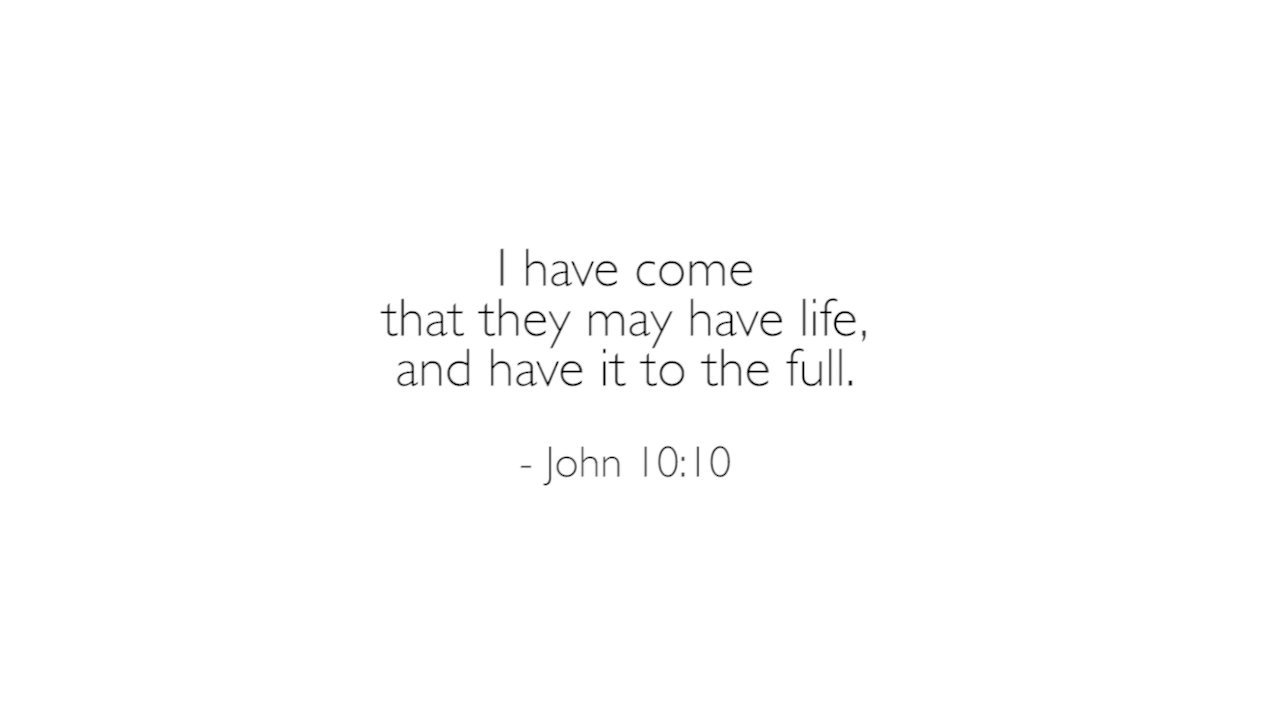 I have come
that they may have life,
and have it to the full.
- John 10:10